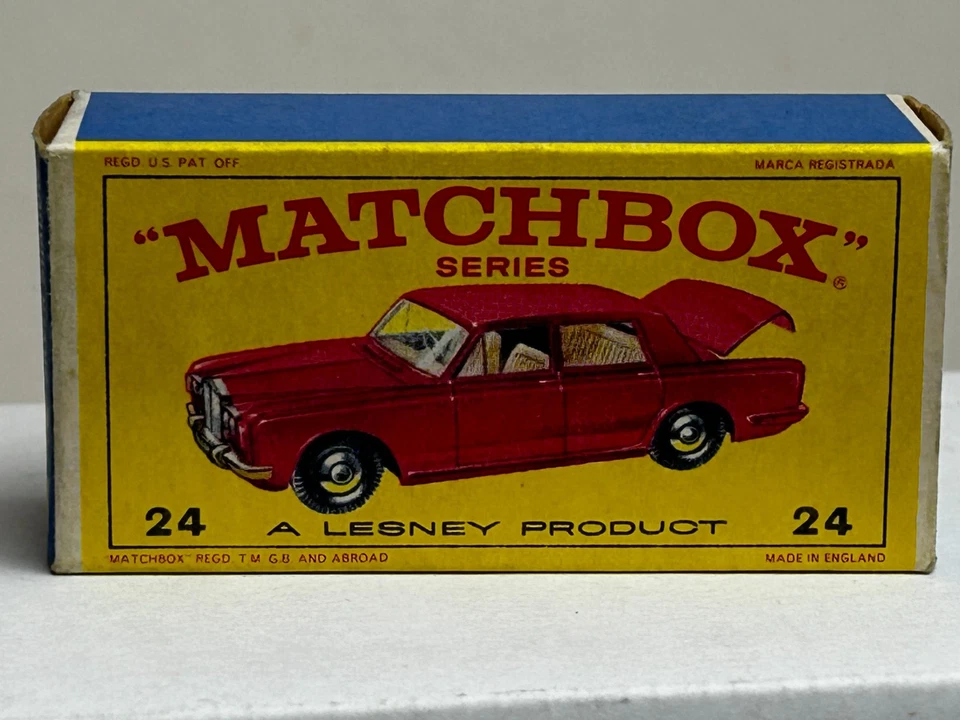 REGD. U.S. PAT. OFF.
MARCA REGISTRADA
“MATCHBOX”®
SERIES
24 A LESNEY PRODUCT 24
MATCHBOX REGD. T.M. G.B. AND ABROAD
MADE IN ENGLAND